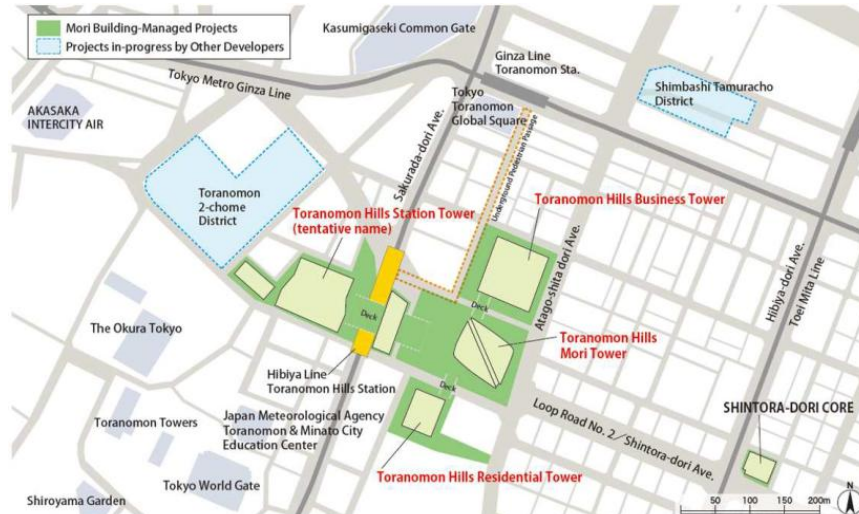 Mori Building-Managed Projects
Projects in-progress by Other Developers
Kasumigaseki Common Gate
Ginza Line
Toranomon Sta.
Tokyo Metro Ginza Line
Shimbashi Tamuracho
District
AKASAKA
INTERCITY AIR
Tokyo
Toranomon
Global Square
Sakurada-dori Ave.
Underground Pedestrian Passage
Toranomon
2-chome
District
Toranomon Hills Station Tower
(tentative name)
Toranomon Hills Business Tower
Atago-shita dori Ave.
Hibiya-dori Ave.
Toei Mita Line
Deck
Deck
The Okura Tokyo
Toranomon Hills
Mori Tower
Hibiya Line
Toranomon Hills Station
Deck
Toranomon Towers
Japan Meteorological Agency
Toranomon & Minato City
Education Center
Loop Road No. 2/Shintora-dori Ave.
SHINTORA-DORI CORE
Toranomon Hills Residential Tower
Tokyo World Gate
Shiroyama Garden
N
50 100 150 200m